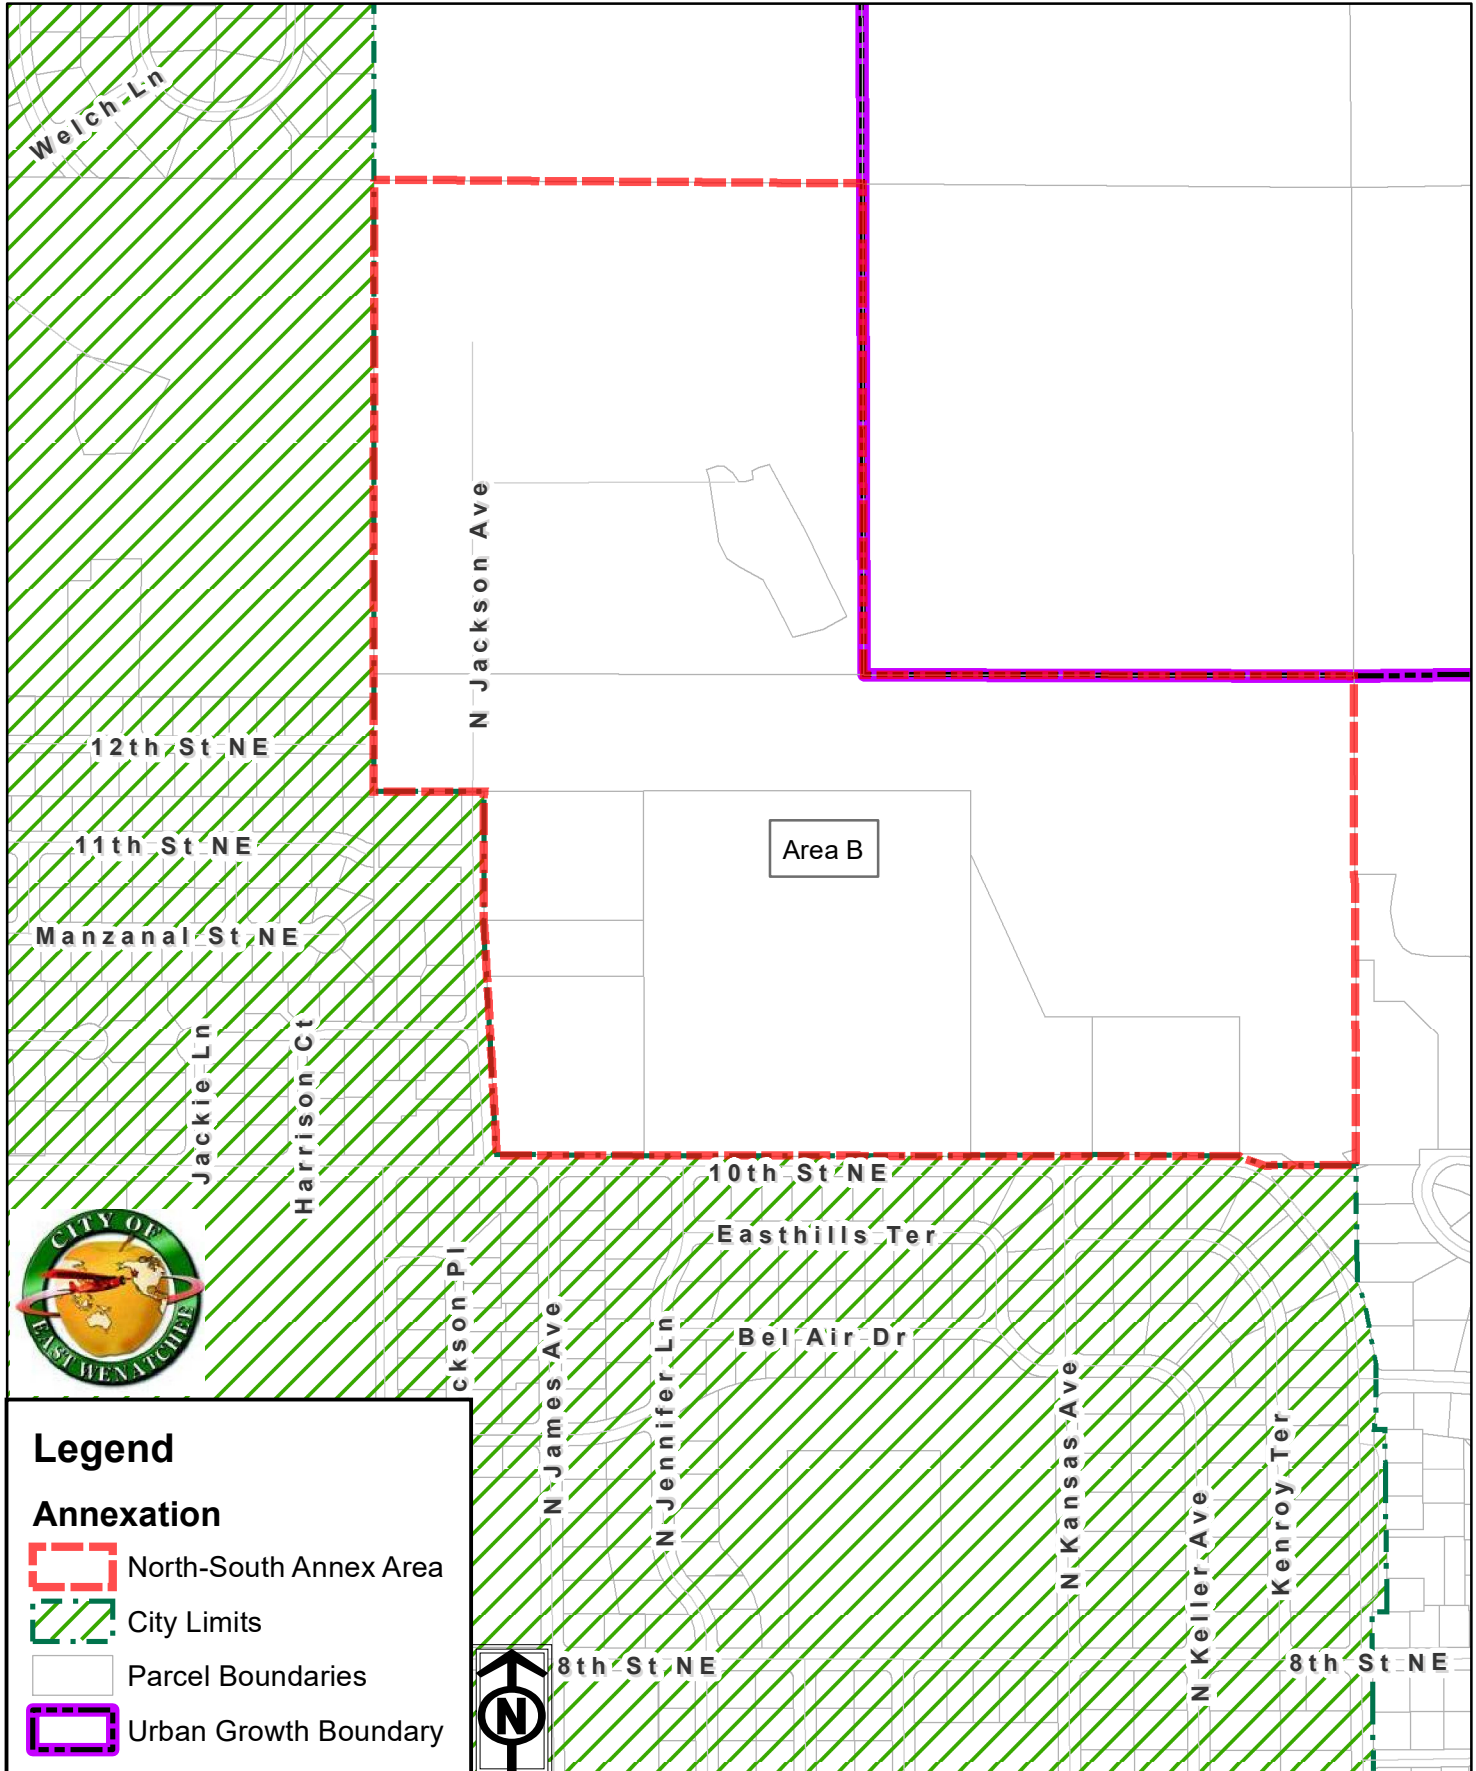 Welch Ln
N Jackson Ave
12th St NE
11th St NE
Area B
Manzanal St NE
Jackie Ln
Harrison Ct
10th St NE
Easthills Ter
ckson Pl
N James Ave
N Jennifer Ln
Bel Air Dr
N Kansas Ave
N Keller Ave
Kenroy Ter
8th St NE
8th St NE
CITY OF
EAST WENATCHEE
Legend
Annexation
North-South Annex Area
City Limits
Parcel Boundaries
Urban Growth Boundary
N